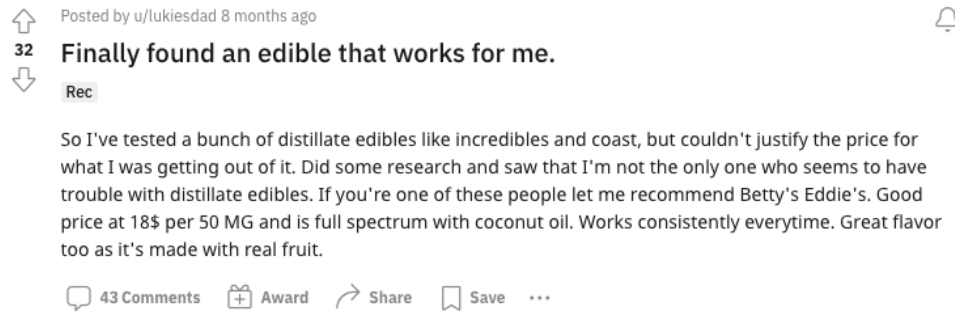 Posted by u/lukiesdad 8 months ago
32
Finally found an edible that works for me.
Rec
So I've tested a bunch of distillate edibles like incredibles and coast, but couldn't justify the price for
what I was getting out of it. Did some research and saw that I'm not the only one who seems to have
trouble with distillate edibles. If you're one of these people let me recommend Betty's Eddie's. Good
price at 18$ per 50 MG and is full spectrum with coconut oil. Works consistently everytime. Great flavor
too as it's made with real fruit.
43 Comments Award Share Save ...